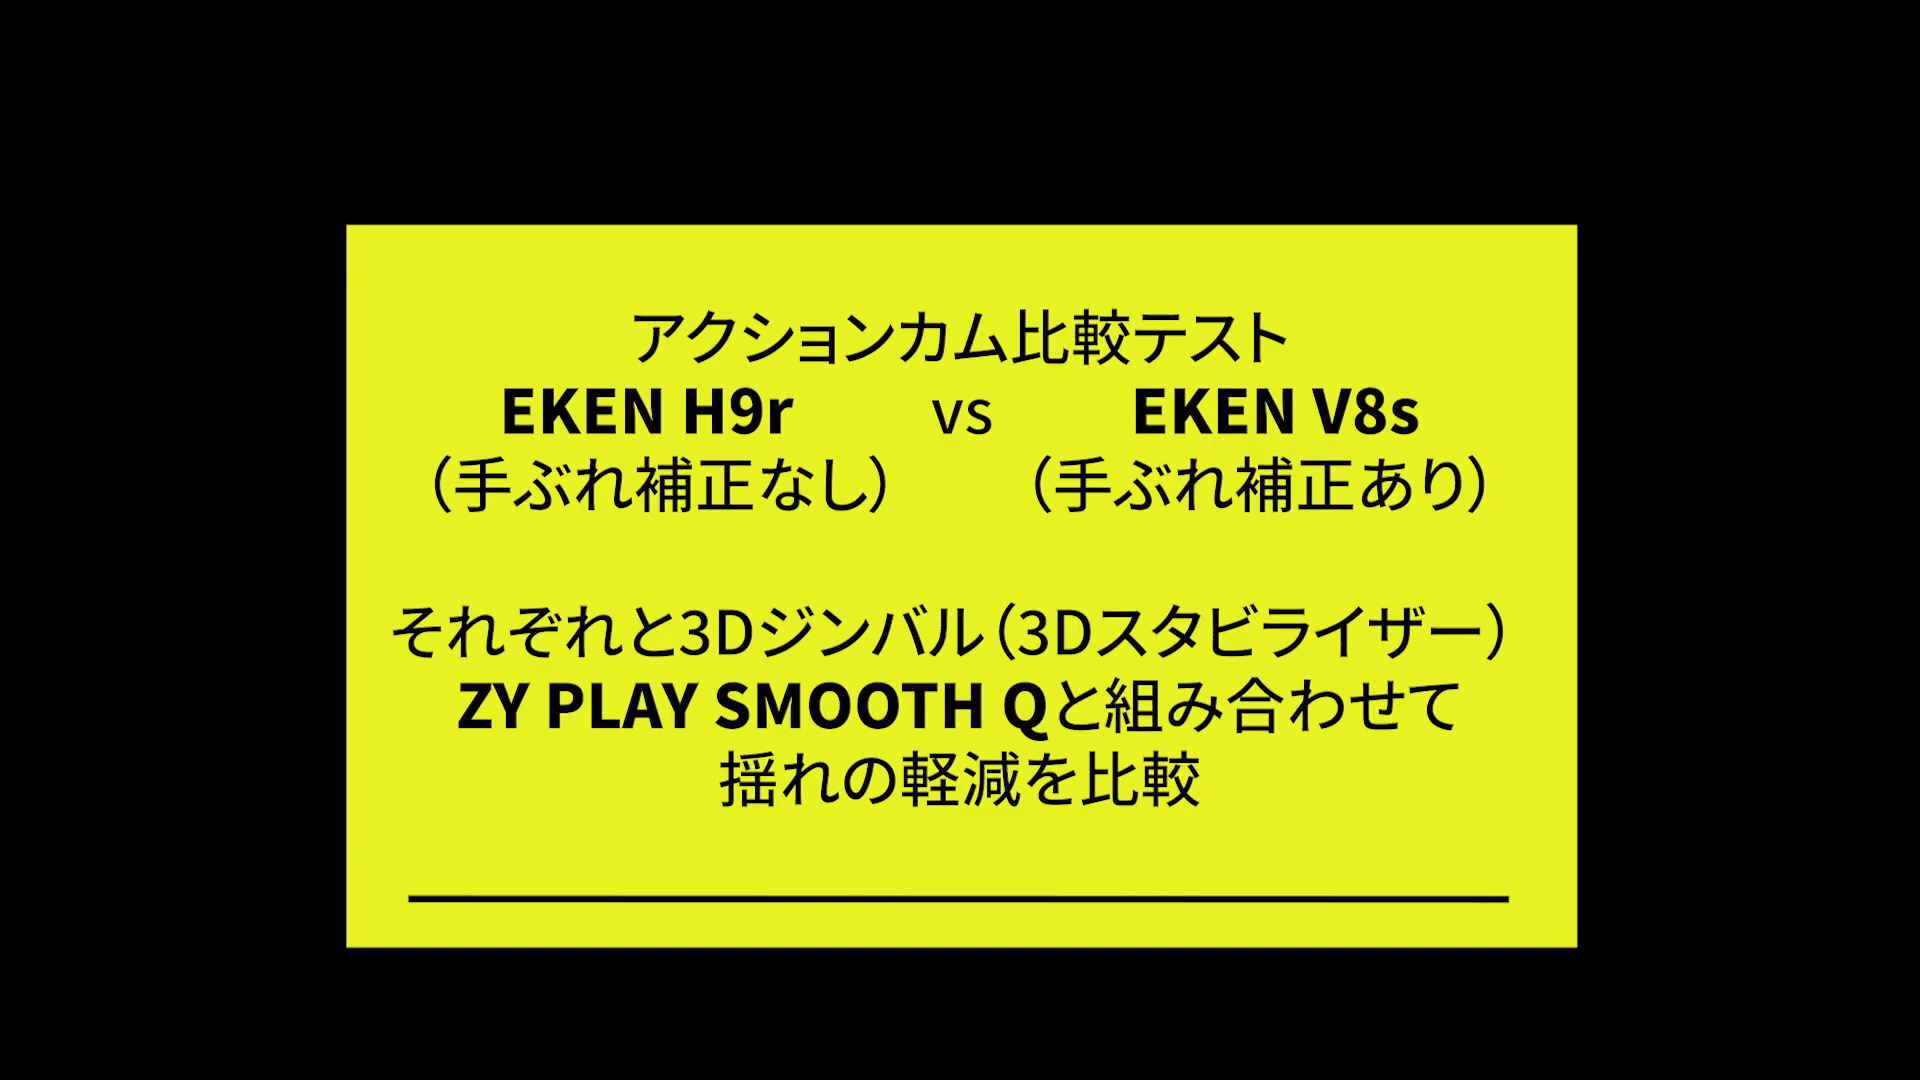 アクションカム比較テスト
EKEN H9r vs EKEN V8s
（手ぶれ補正なし） （手ぶれ補正あり）
それぞれと3Dジンバル（3Dスタビライザー）
ZY PLAY SMOOTH Qと組み合わせて
揺れの軽減を比較